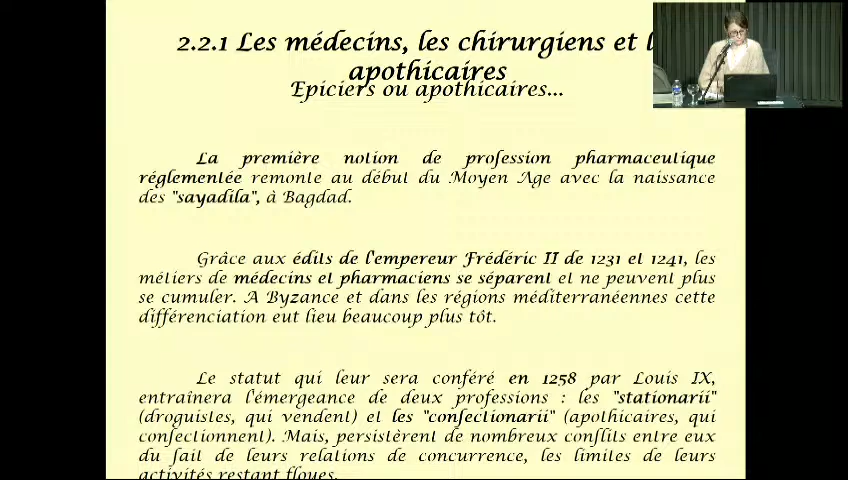 2.2.1 Les médecins, les chirurgiens et l
apothicaires
Epiciers ou apothicaires...
La première notion de profession pharmaceutique
réglementée remonte au début du Moyen Age avec la naissance
des "sayadila", à Bagdad.
Grâce aux édits de l'empereur Frédéric II de 1231 et 1241, les
métiers de médecins et pharmaciens se séparent et ne peuvent plus
se cumuler. A Byzance et dans les régions méditerranéennes cette
différenciation eut lieu beaucoup plus tôt.
Le statut qui leur sera conféré en 1258 par Louis IX,
entraînera l'émergeance de deux professions : les "stationarii"
(droguistes, qui vendent) et les "confectionarii" (apothicaires, qui
confectionnent). Mais, persistèrent de nombreux conflits entre eux
du fait de leurs relations de concurrence, les limites de leurs
activités restant floues.